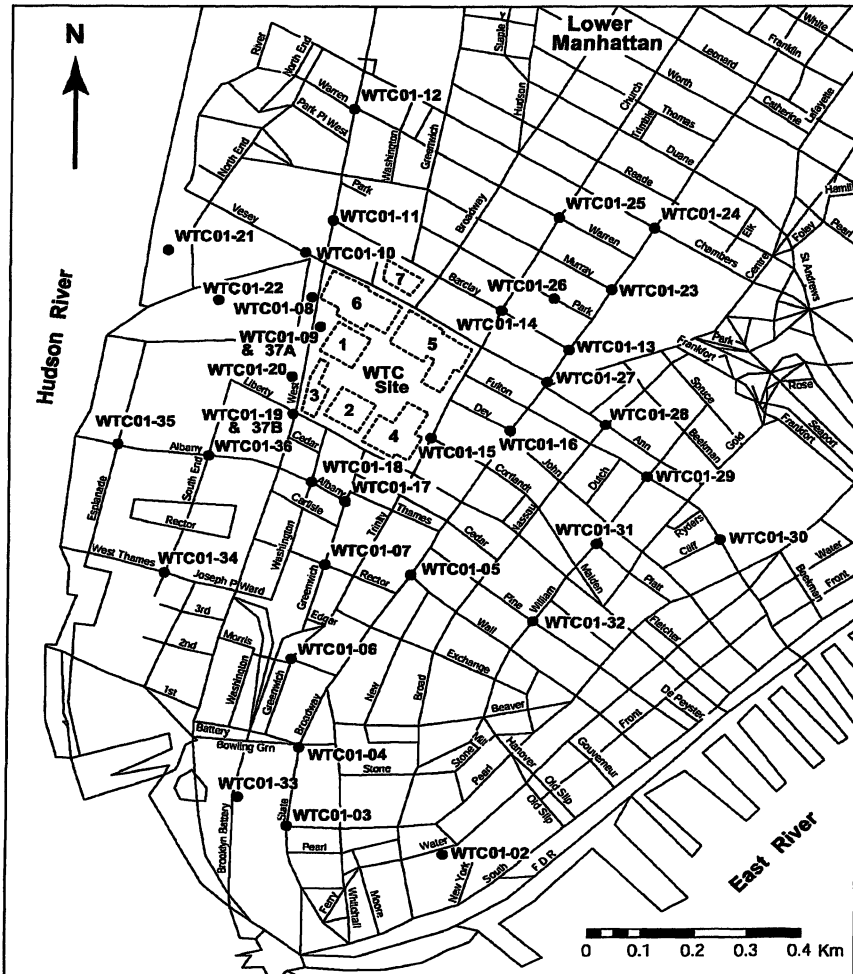 N
Lower
Manhattan
Hudson River
East River
River
North End
Warren
Park Pl West
North End
Washington
Greenwich
Park
Vesey
Staple
Hudson
Broadway
Church
Trimble
Thomas
Worth
Leonard
Franklin
White
Catherine
Lafayette
Duane
Reade
Warren
Murray
Park
Barclay
Chambers
Elk
Centre
Foley
Hamil
Pearl
St Andrews
Park
Frankfort
Rose
Seaport
Frankfort
Spruce
Beekman
Gold
Fulton
Dey
Ann
John
Dutch
Cortlandt
Nassau
Ryders
Cliff
Water
Front
Beekman
Platt
Maiden
William
Pine
Wall
Cedar
Thames
Trinity
Rector
Exchange
Liberty
West
Cedar
Albany
Carlisle
Albany
South End
Rector
Esplanade
West Thames
Joseph P Ward
Washington
Greenwich
Edgar
3rd
2nd
1st
Morris
Washington
Greenwich
Broadway
New
Broad
Beaver
Battery
Bowling Grn
Stone
Stone
Mill
Pearl
Hanover
Old Slip
Old Slip
Gouverneur
Front
De Peyster
Fletcher
State
Brooklyn Battery
Pearl
Water
Ferry
Whitehall
Moore
New York
South
F D R
WTC01-12
WTC01-11
WTC01-10
WTC01-21
WTC01-22
WTC01-08
WTC01-09
& 37A
WTC01-20
WTC01-19
& 37B
WTC01-35
WTC01-36
WTC01-18
WTC01-17
WTC01-07
WTC01-34
WTC01-06
WTC01-05
WTC01-04
WTC01-33
WTC01-03
WTC01-02
WTC01-25
WTC01-24
WTC01-26
WTC01-23
WTC01-14
WTC01-13
WTC01-27
WTC01-28
WTC01-15
WTC01-16
WTC01-29
WTC01-31
WTC01-30
WTC01-32
WTC
Site
1
2
3
4
5
6
7
0 0.1 0.2 0.3 0.4 Km